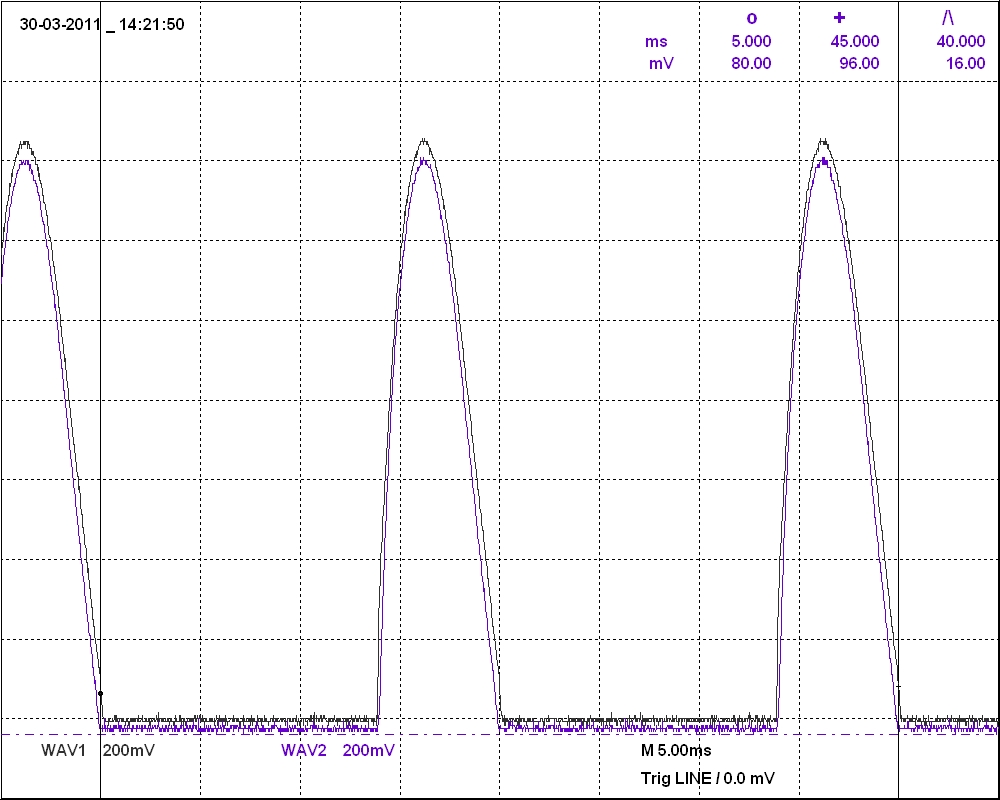 30-03-2011 _ 14:21:50
o + /\
ms 5.000 45.000 40.000
mV 80.00 96.00 16.00
WAV1 200mV WAV2 200mV M 5.00ms
Trig LINE / 0.0 mV